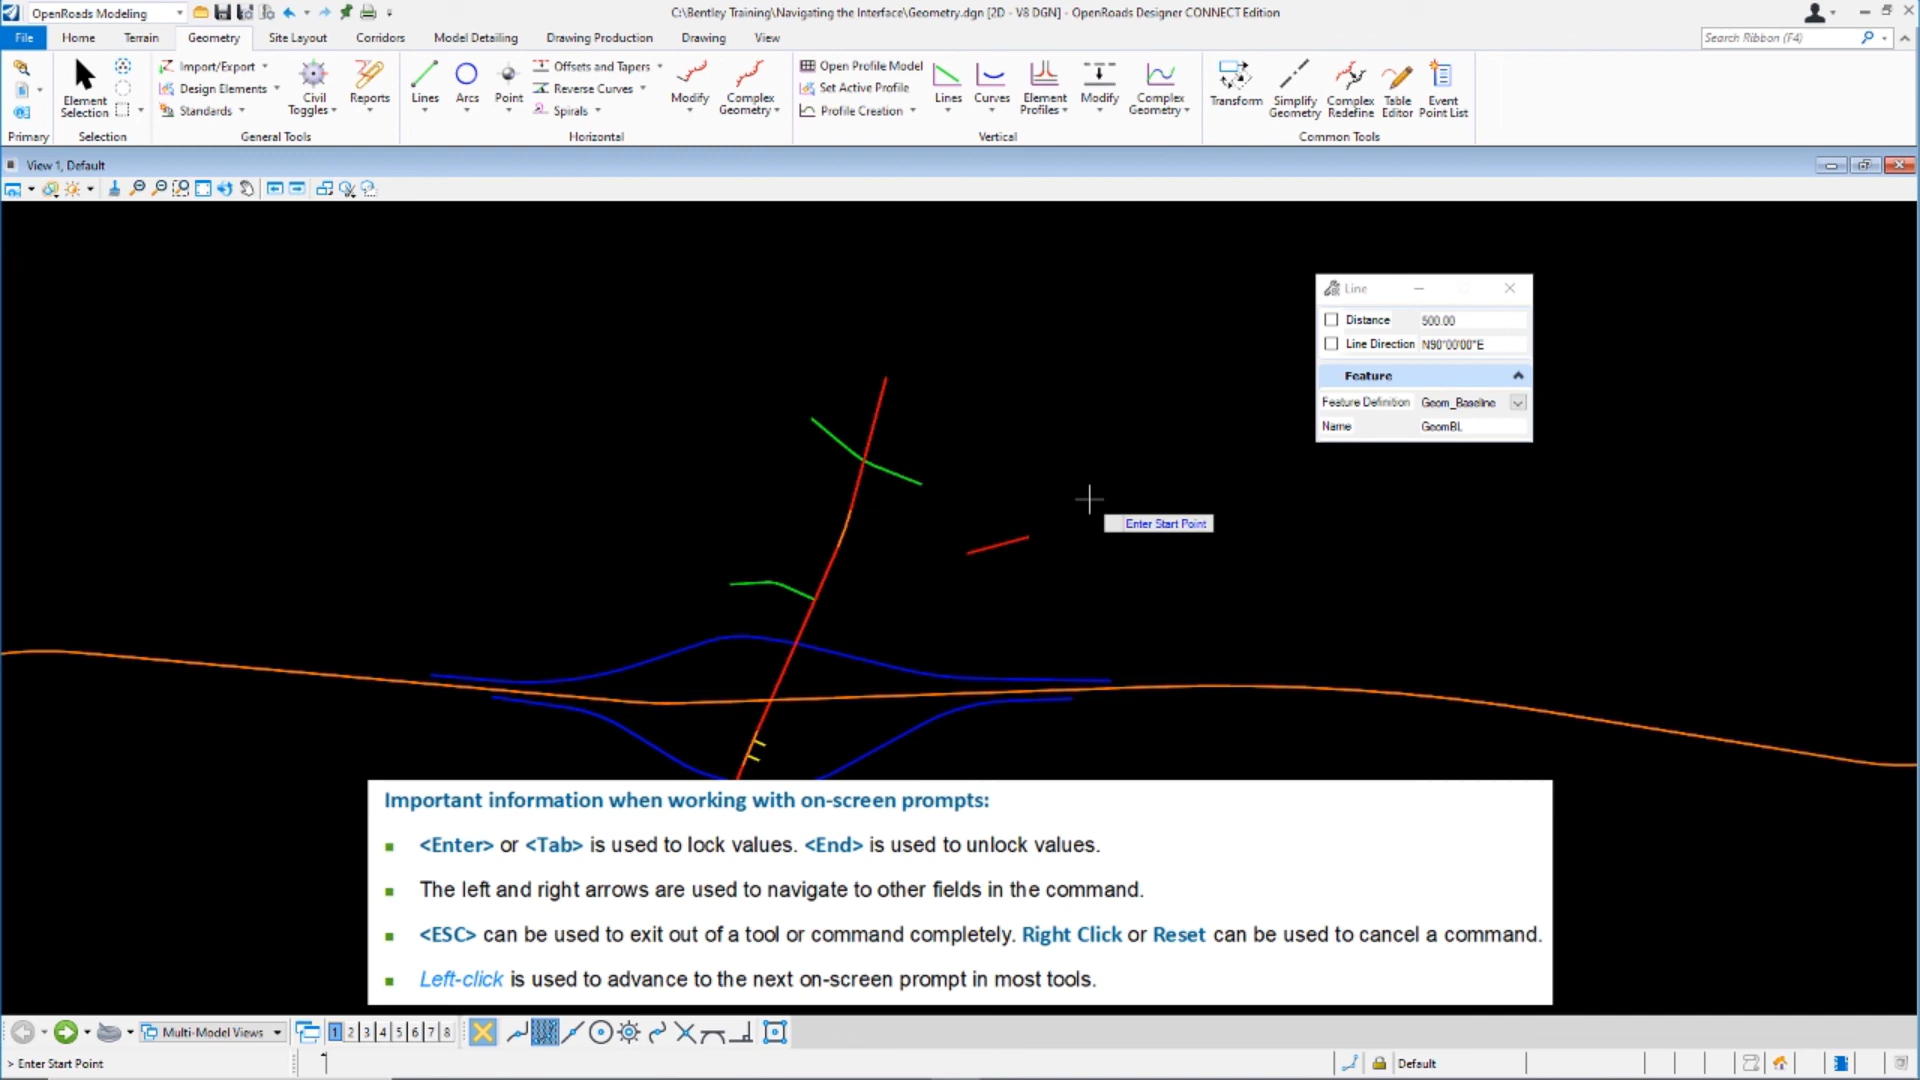 OpenRoads Modeling
C:\Bentley Training\Navigating the Interface\Geometry.dgn [2D - V8 DGN] - OpenRoads Designer CONNECT Edition
File Home Terrain Geometry Site Layout Corridors Model Detailing Drawing Production Drawing View
Search Ribbon (F4)
Element Selection
Import/Export
Design Elements
Standards
Civil Toggles
Reports
Lines
Arcs
Point
Offsets and Tapers
Reverse Curves
Spirals
Modify
Complex Geometry
Open Profile Model
Set Active Profile
Profile Creation
Lines
Curves
Element Profiles
Modify
Complex Geometry
Transform
Simplify Geometry
Complex Redefine
Table Editor
Event Point List
Primary Selection General Tools Horizontal Vertical Common Tools
View 1, Default
Line
Distance 500.00
Line Direction N90°00'00"E
Feature
Feature Definition Geom_Baseline
Name GeomBL
Enter Start Point
Important information when working with on-screen prompts:
<Enter> or <Tab> is used to lock values. <End> is used to unlock values.
The left and right arrows are used to navigate to other fields in the command.
<ESC> can be used to exit out of a tool or command completely. Right Click or Reset can be used to cancel a command.
Left-click is used to advance to the next on-screen prompt in most tools.
Multi-Model Views 1 2 3 4 5 6 7 8
> Enter Start Point
Default